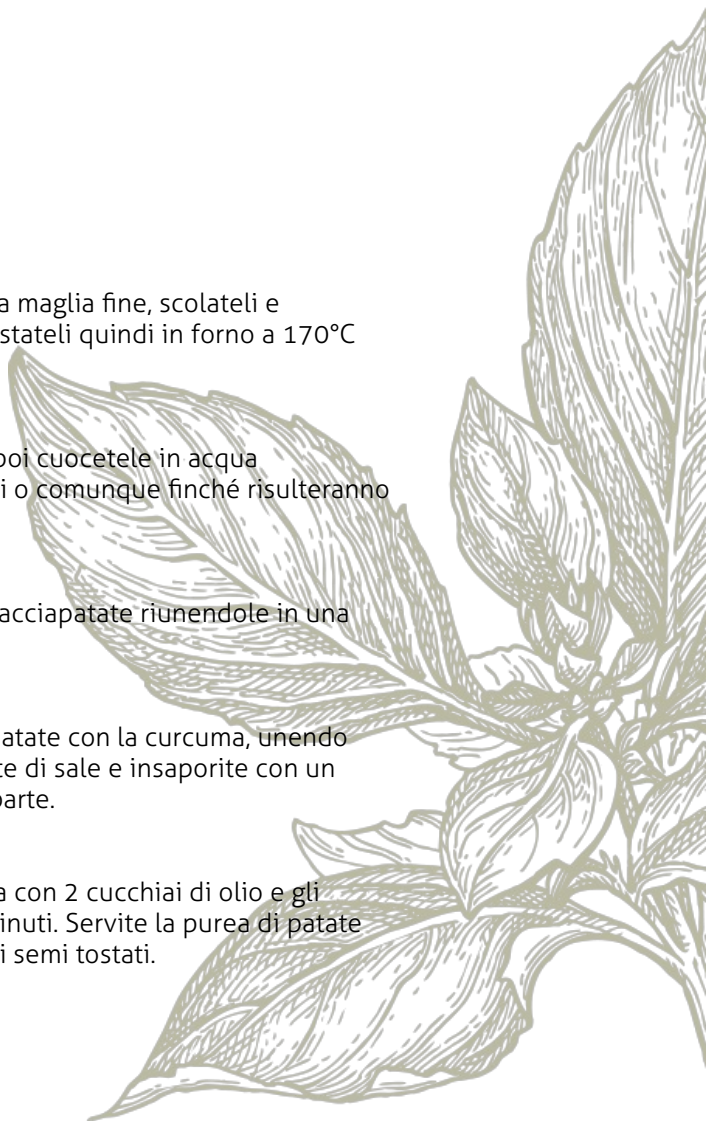 a maglia fine, scolateli e
stateli quindi in forno a 170°C
poi cuocetele in acqua
i o comunque finché risulteranno
acciapatate riunendole in una
atate con la curcuma, unendo
te di sale e insaporite con un
parte.
a con 2 cucchiai di olio e gli
inuti. Servite la purea di patate
i semi tostati.